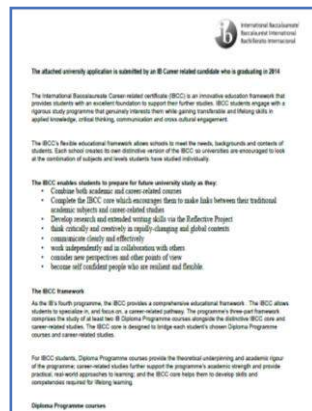 International Baccalaureate
Baccalauréat International
Bachillerato Internacional
The attached university application is submitted by an IB Career related candidate who is graduating in 2014
The International Baccalaureate Career-related certificate (IBCC) is an innovative education framework that
provides students with an excellent foundation to support their further studies. IBCC students engage with a
rigorous study programme that genuinely interests them while gaining transferable and lifelong skills in
applied knowledge, critical thinking, communication and cross cultural engagement.
The IBCC's flexible educational framework allows schools to meet the needs, backgrounds and contexts of
students. Each school creates its own distinctive version of the IBCC so universities are encouraged to look
at the combination of subjects and levels students have studied individually.
The IBCC enables students to prepare for future university study as they:
• Combine both academic and career-related courses
• Complete the IBCC core which encourages them to make links between their traditional
academic subjects and career-related studies
• Develop research and extended writing skills via the Reflective Project
• think critically and creatively in rapidly-changing and global contexts
• communicate clearly and effectively
• work independently and in collaboration with others
• consider new perspectives and other points of view
• become self confident people who are resilient and flexible.
The IBCC framework
As the IB's fourth programme, the IBCC provides a comprehensive educational framework. The IBCC allows
students to specialize in, and focus on, a career-related pathway. The programme's three-part framework
comprises the study of at least two IB Diploma Programme courses alongside the distinctive IBCC core and
career-related studies. The IBCC core is designed to bridge each student's chosen Diploma Programme
courses and career-related studies.
For IBCC students, Diploma Programme courses provide the theoretical underpinning and academic rigour
of the programme; career-related studies further support the programme's academic strength and provide
practical, real-world approaches to learning; and the IBCC core helps them to develop skills and
competencies required for lifelong learning.
Diploma Programme courses